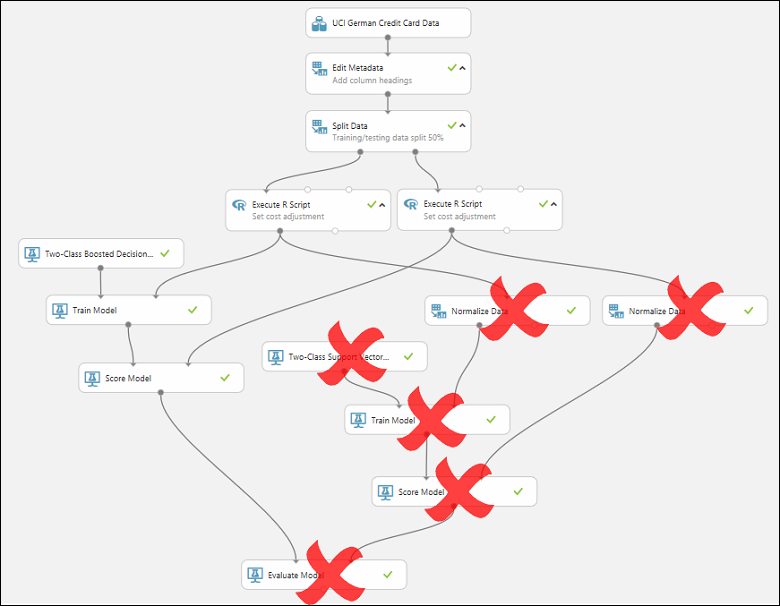 UCI German Credit Card Data
Edit Metadata
Add column headings
Split Data
Training/testing data split 50%
Execute R Script
Set cost adjustment
Execute R Script
Set cost adjustment
Two-Class Boosted Decision...
Train Model
Normalize Data
Normalize Data
Two-Class Support Vector...
Score Model
Train Model
Score Model
Evaluate Model